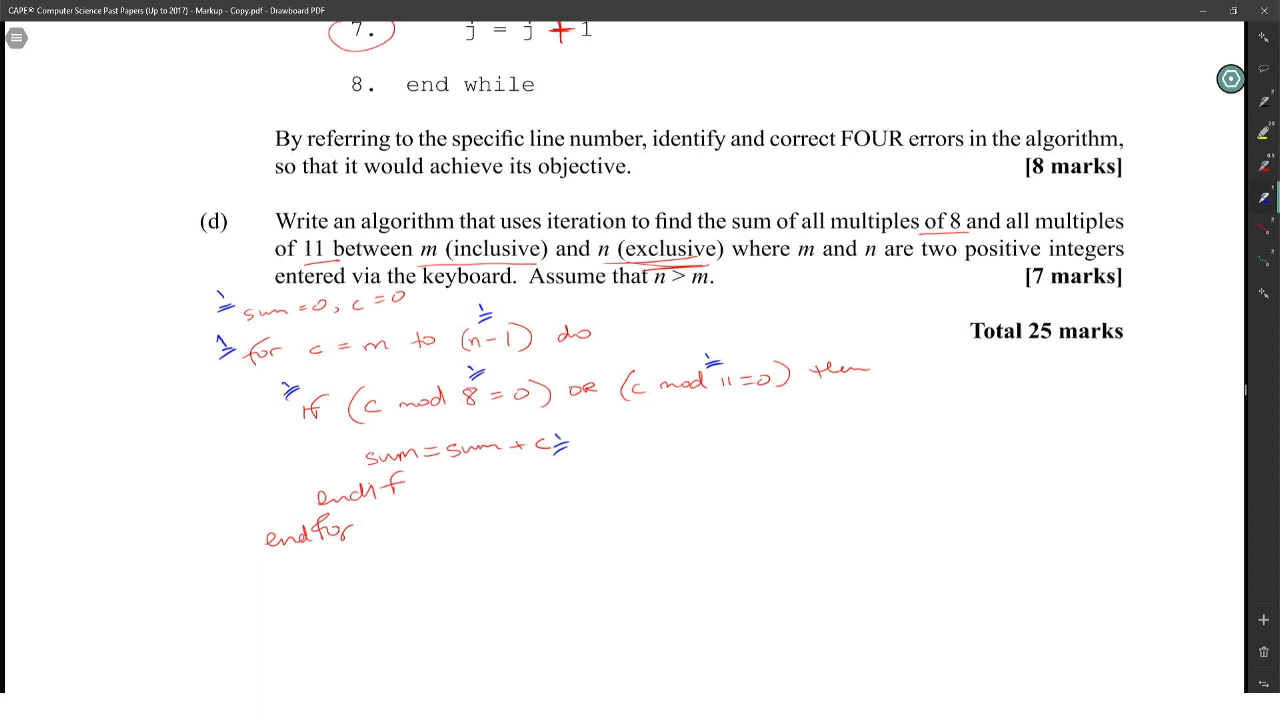 CAPE® Computer Science Past Papers (Up to 2017) - Markup - Copy.pdf - Drawboard PDF
7. j = j + 1
8. end while
By referring to the specific line number, identify and correct FOUR errors in the algorithm,
so that it would achieve its objective. [8 marks]
(d) Write an algorithm that uses iteration to find the sum of all multiples of 8 and all multiples
of 11 between m (inclusive) and n (exclusive) where m and n are two positive integers
entered via the keyboard. Assume that n > m. [7 marks]
sum = 0, c = 0
Total 25 marks
for c = m to (n-1) do
if (c mod 8 = 0) OR (c mod 11 = 0) then
sum = sum + c
endif
endfor